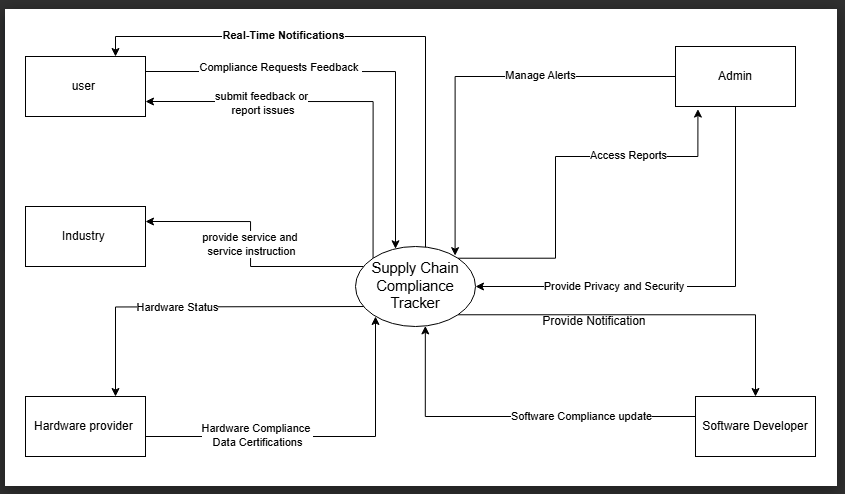 Real-Time Notifications
user
Compliance Requests Feedback
submit feedback or
report issues
Manage Alerts
Admin
Access Reports
Industry
provide service and
service instruction
Supply Chain
Compliance
Tracker
Provide Privacy and Security
Hardware Status
Provide Notification
Hardware provider
Hardware Compliance
Data Certifications
Software Compliance update
Software Developer